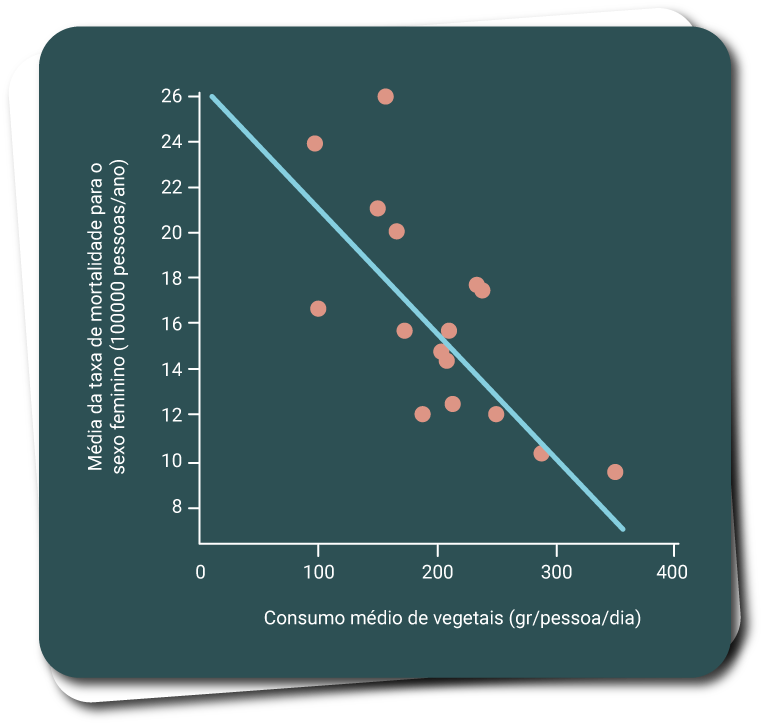 Média da taxa de mortalidade para o
sexo feminino (100000 pessoas/ano)
26
24
22
20
18
16
14
12
10
8
0 100 200 300 400
Consumo médio de vegetais (gr/pessoa/dia)